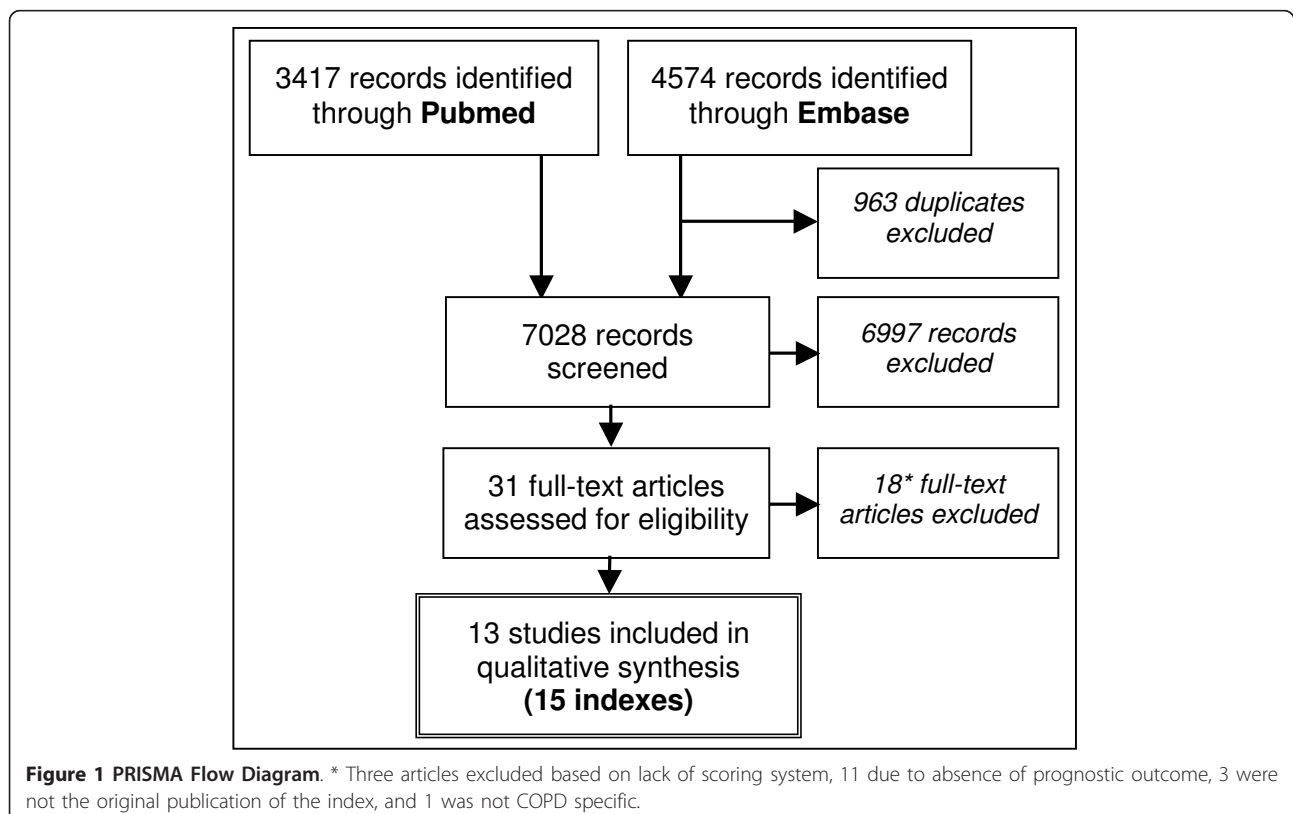 3417 records identified
through Pubmed
4574 records identified
through Embase
963 duplicates
excluded
7028 records
screened
6997 records
excluded
31 full-text articles
assessed for eligibility
18* full-text
articles excluded
13 studies included in
qualitative synthesis
(15 indexes)
Figure 1 PRISMA Flow Diagram. * Three articles excluded based on lack of scoring system, 11 due to absence of prognostic outcome, 3 were
not the original publication of the index, and 1 was not COPD specific.